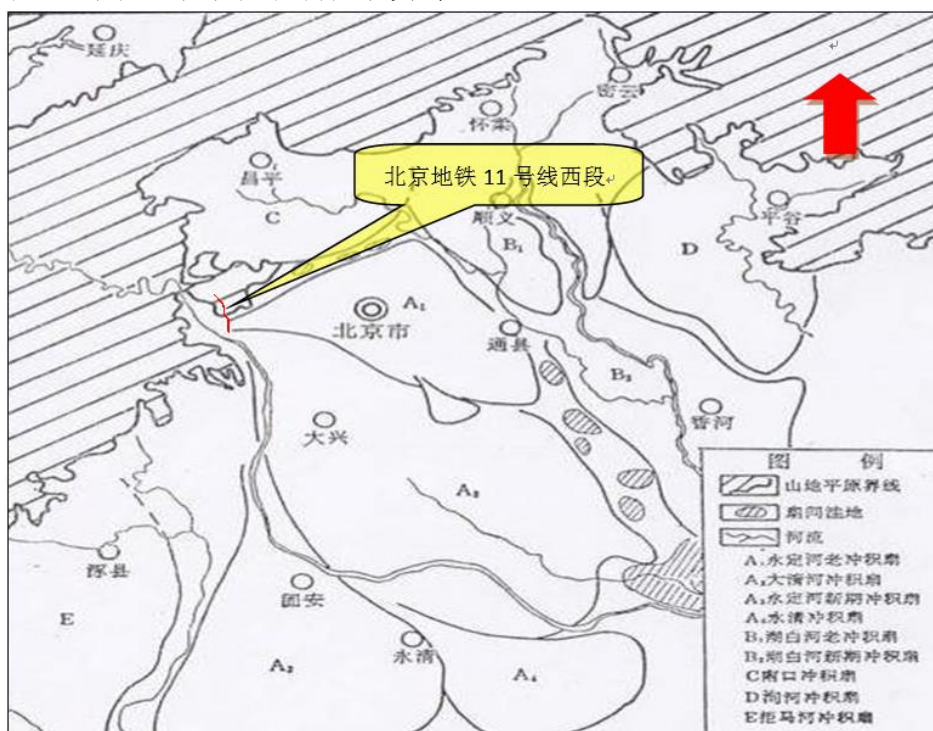 延庆
密云
怀柔
昌平
北京地铁 11 号线西段
顺义
平谷
C
B₁
D
A₁
北京市
通县
B₂
香河
大兴
A₃
涿县
固安
E
永清
A₂
A₄
图 例
山地平原界线
扇间洼地
河流
A₁永定河老冲积扇
A₂大清河冲积扇
A₃永定河新期冲积扇
A₄永清冲积扇
B₁潮白河老冲积扇
B₂潮白河新期冲积扇
C南口冲积扇
D泃河冲积扇
E拒马河冲积扇